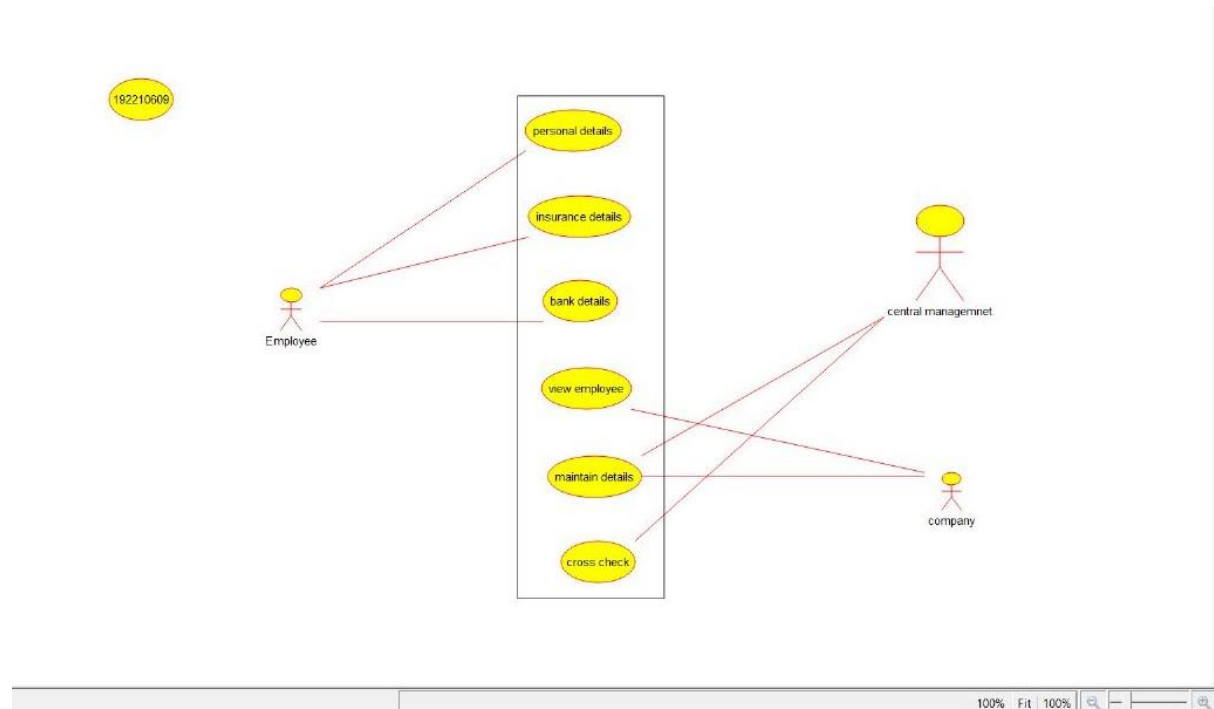 192210609
personal details
insurance details
bank details
Employee
view employee
maintain details
cross check
central managemnet
company
100% Fit 100%